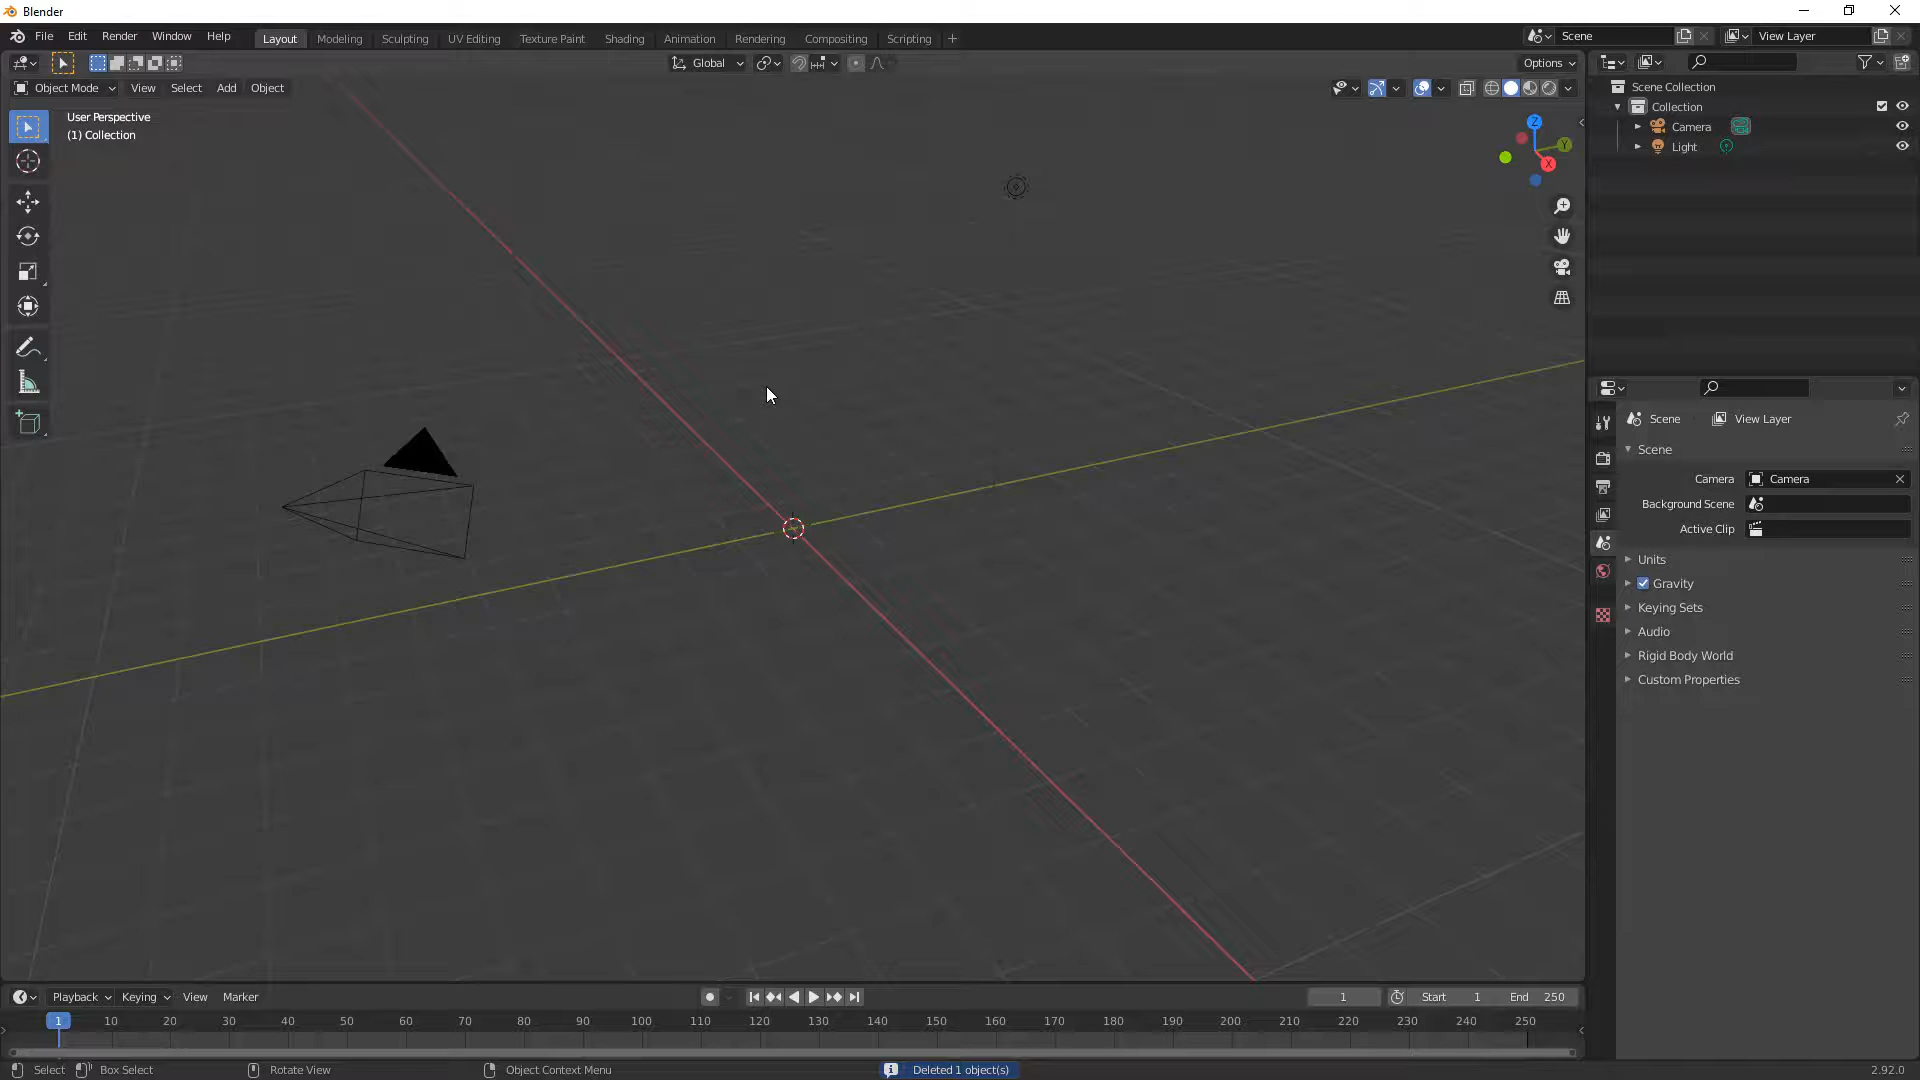 Blender
File Edit Render Window Help Layout Modeling Sculpting UV Editing Texture Paint Shading Animation Rendering Compositing Scripting + Scene View Layer
Global Options
Object Mode View Select Add Object
User Perspective
(1) Collection
Z
Y
X
Scene Collection
Collection
Camera
Light
Scene View Layer
Scene
Camera Camera
Background Scene
Active Clip
Units
Gravity
Keying Sets
Audio
Rigid Body World
Custom Properties
Playback Keying View Marker 1 Start 1 End 250
1 10 20 30 40 50 60 70 80 90 100 110 120 130 140 150 160 170 180 190 200 210 220 230 240 250
Select Box Select Rotate View Object Context Menu Deleted 1 object(s) 2.92.0